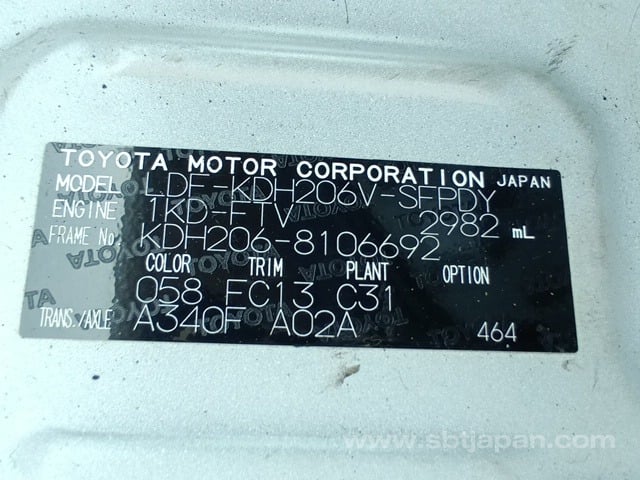 TOYOTA MOTOR CORPORATION JAPAN
MODEL LDF-KDH206V-SFPDY
ENGINE 1KD-FTV 2982 mL
FRAME No. KDH206-8106692
COLOR TRIM PLANT OPTION
058 FC13 C31
TRANS./AXLE A340F A02A 464
www.sbtjapan.com